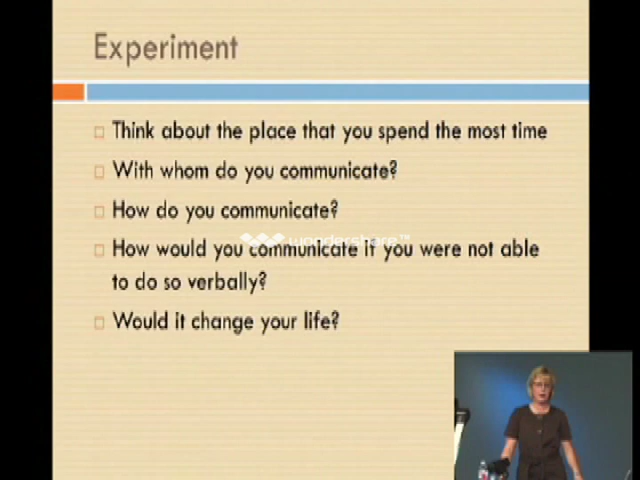 Experiment
Think about the place that you spend the most time
With whom do you communicate?
How do you communicate?
How would you communicate if you were not able
wondershare™
to do so verbally?
Would it change your life?